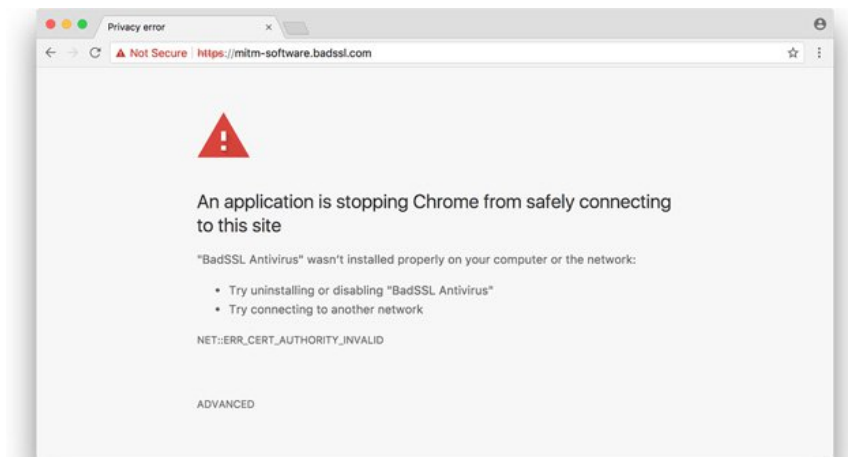 Privacy error
Not Secure https://mitm-software.badssl.com
An application is stopping Chrome from safely connecting
to this site
"BadSSL Antivirus" wasn't installed properly on your computer or the network:
• Try uninstalling or disabling "BadSSL Antivirus"
• Try connecting to another network
NET::ERR_CERT_AUTHORITY_INVALID
ADVANCED